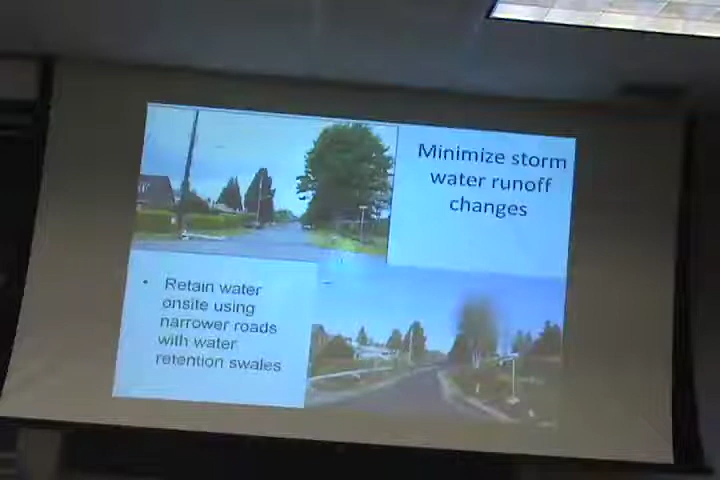 Minimize storm
water runoff
changes
• Retain water
onsite using
narrower roads
with water
retention swales